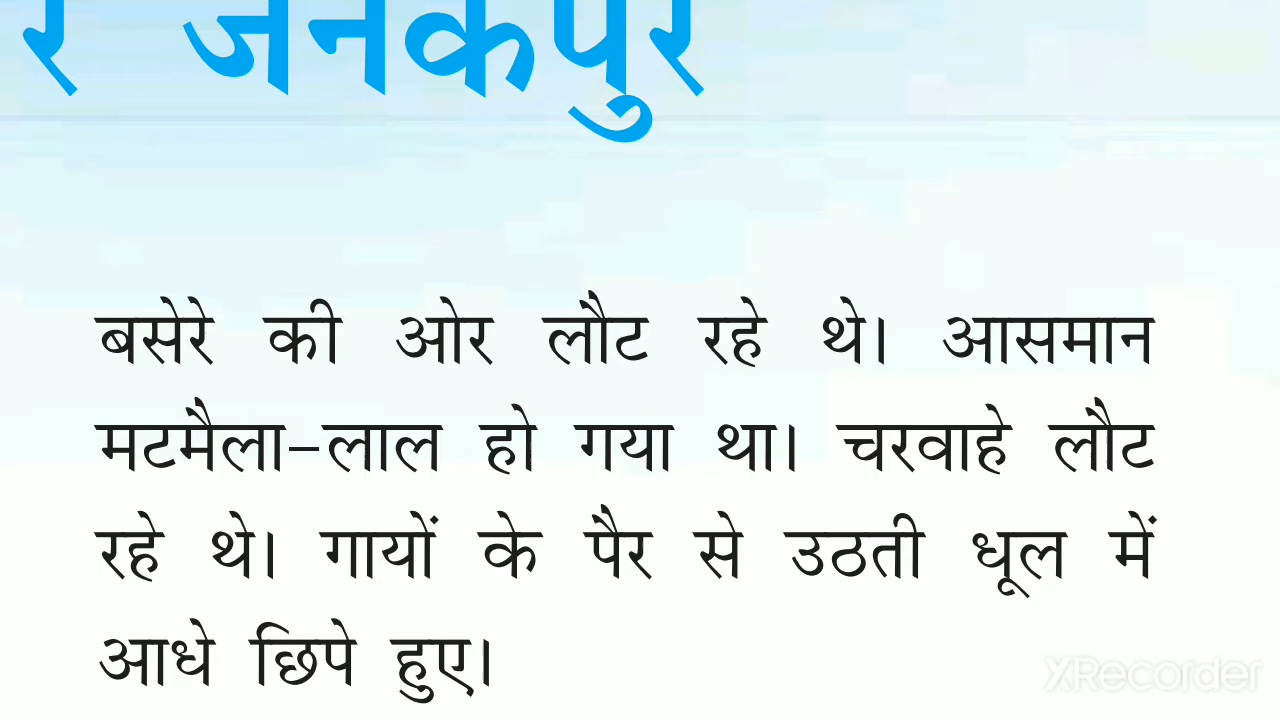 र जनकपुर
बसेरे की ओर लौट रहे थे। आसमान
मटमैला-लाल हो गया था। चरवाहे लौट
रहे थे। गायों के पैर से उठती धूल में
आधे छिपे हुए।
XRecorder